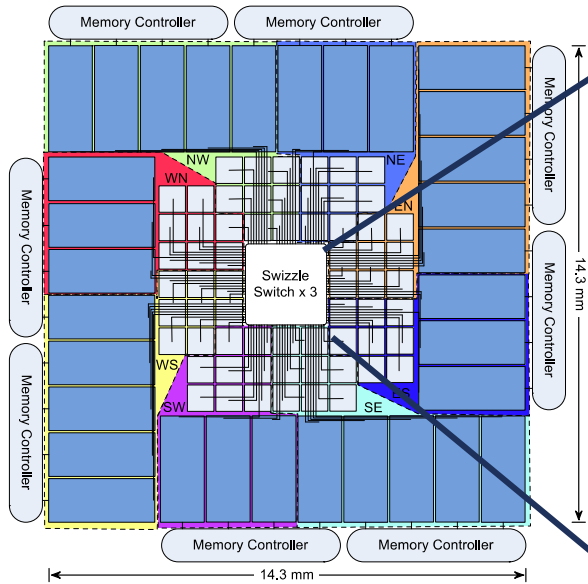 Memory Controller
Memory Controller
Memory Controller
Memory Controller
Memory Controller
Memory Controller
Memory Controller
Memory Controller
NW
NE
WN
EN
Swizzle
Switch x 3
WS
ES
SW
SE
14.3 mm
14.3 mm